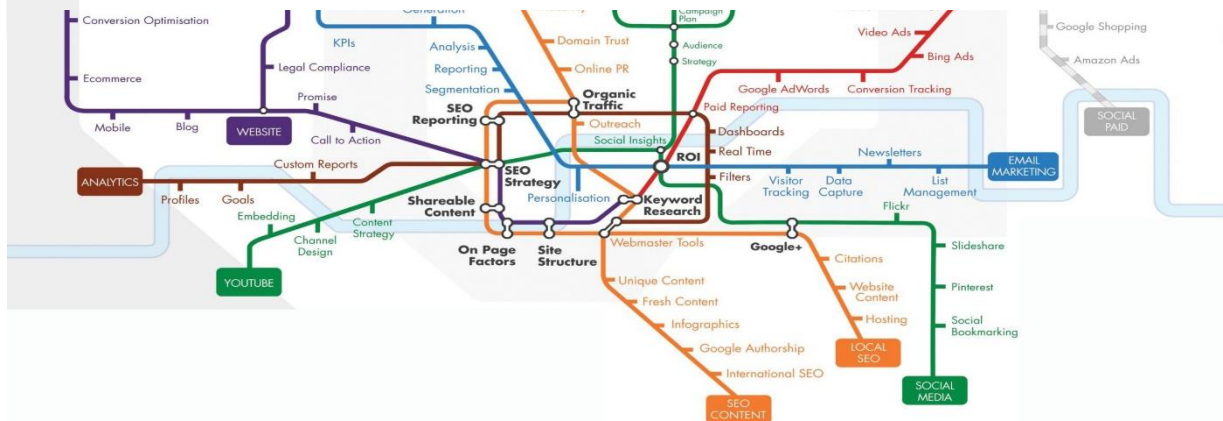 Conversion Optimisation
Generation
KPIs
Analysis
Reporting
Segmentation
Legal Compliance
Ecommerce
Promise
Mobile
Blog
WEBSITE
Call to Action
Domain Trust
Online PR
Organic
Traffic
SEO
Reporting
Outreach
Campaign
Plan
Audience
Strategy
Video Ads
Bing Ads
Google AdWords
Conversion Tracking
Paid Reporting
Google Shopping
Amazon Ads
SOCIAL
PAID
Social Insights
ROI
Dashboards
Real Time
Filters
Newsletters
EMAIL
MARKETING
Visitor
Tracking
Data
Capture
List
Management
Custom Reports
ANALYTICS
Profiles
Goals
SEO
Strategy
Personalisation
Shareable
Content
Keyword
Research
Embedding
Channel
Design
Content
Strategy
YOUTUBE
On Page
Factors
Site
Structure
Webmaster Tools
Google+
Flickr
Slideshare
Pinterest
Social
Bookmarking
SOCIAL
MEDIA
Citations
Website
Content
Hosting
LOCAL
SEO
Unique Content
Fresh Content
Infographics
Google Authorship
International SEO
SEO
CONTENT